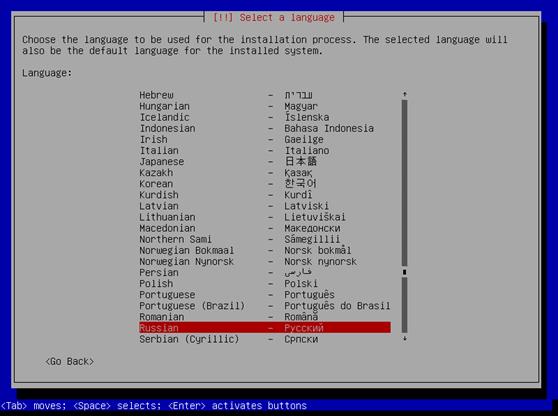 [!!] Select a language
Choose the language to be used for the installation process. The selected language will
also be the default language for the installed system.
Language:
Hebrew - עברית
Hungarian - Magyar
Icelandic - Íslenska
Indonesian - Bahasa Indonesia
Irish - Gaeilge
Italian - Italiano
Japanese - 日本語
Kazakh - Қазақ
Korean - 한국어
Kurdish - Kurdî
Latvian - Latviski
Lithuanian - Lietuviškai
Macedonian - Македонски
Northern Sami - Sámegillii
Norwegian Bokmaal - Norsk bokmål
Norwegian Nynorsk - Norsk nynorsk
Persian - فارسی
Polish - Polski
Portuguese - Português
Portuguese (Brazil) - Português do Brasil
Romanian - Română
Russian - Русский
Serbian (Cyrillic) - Српски
<Go Back>
<Tab> moves; <Space> selects; <Enter> activates buttons